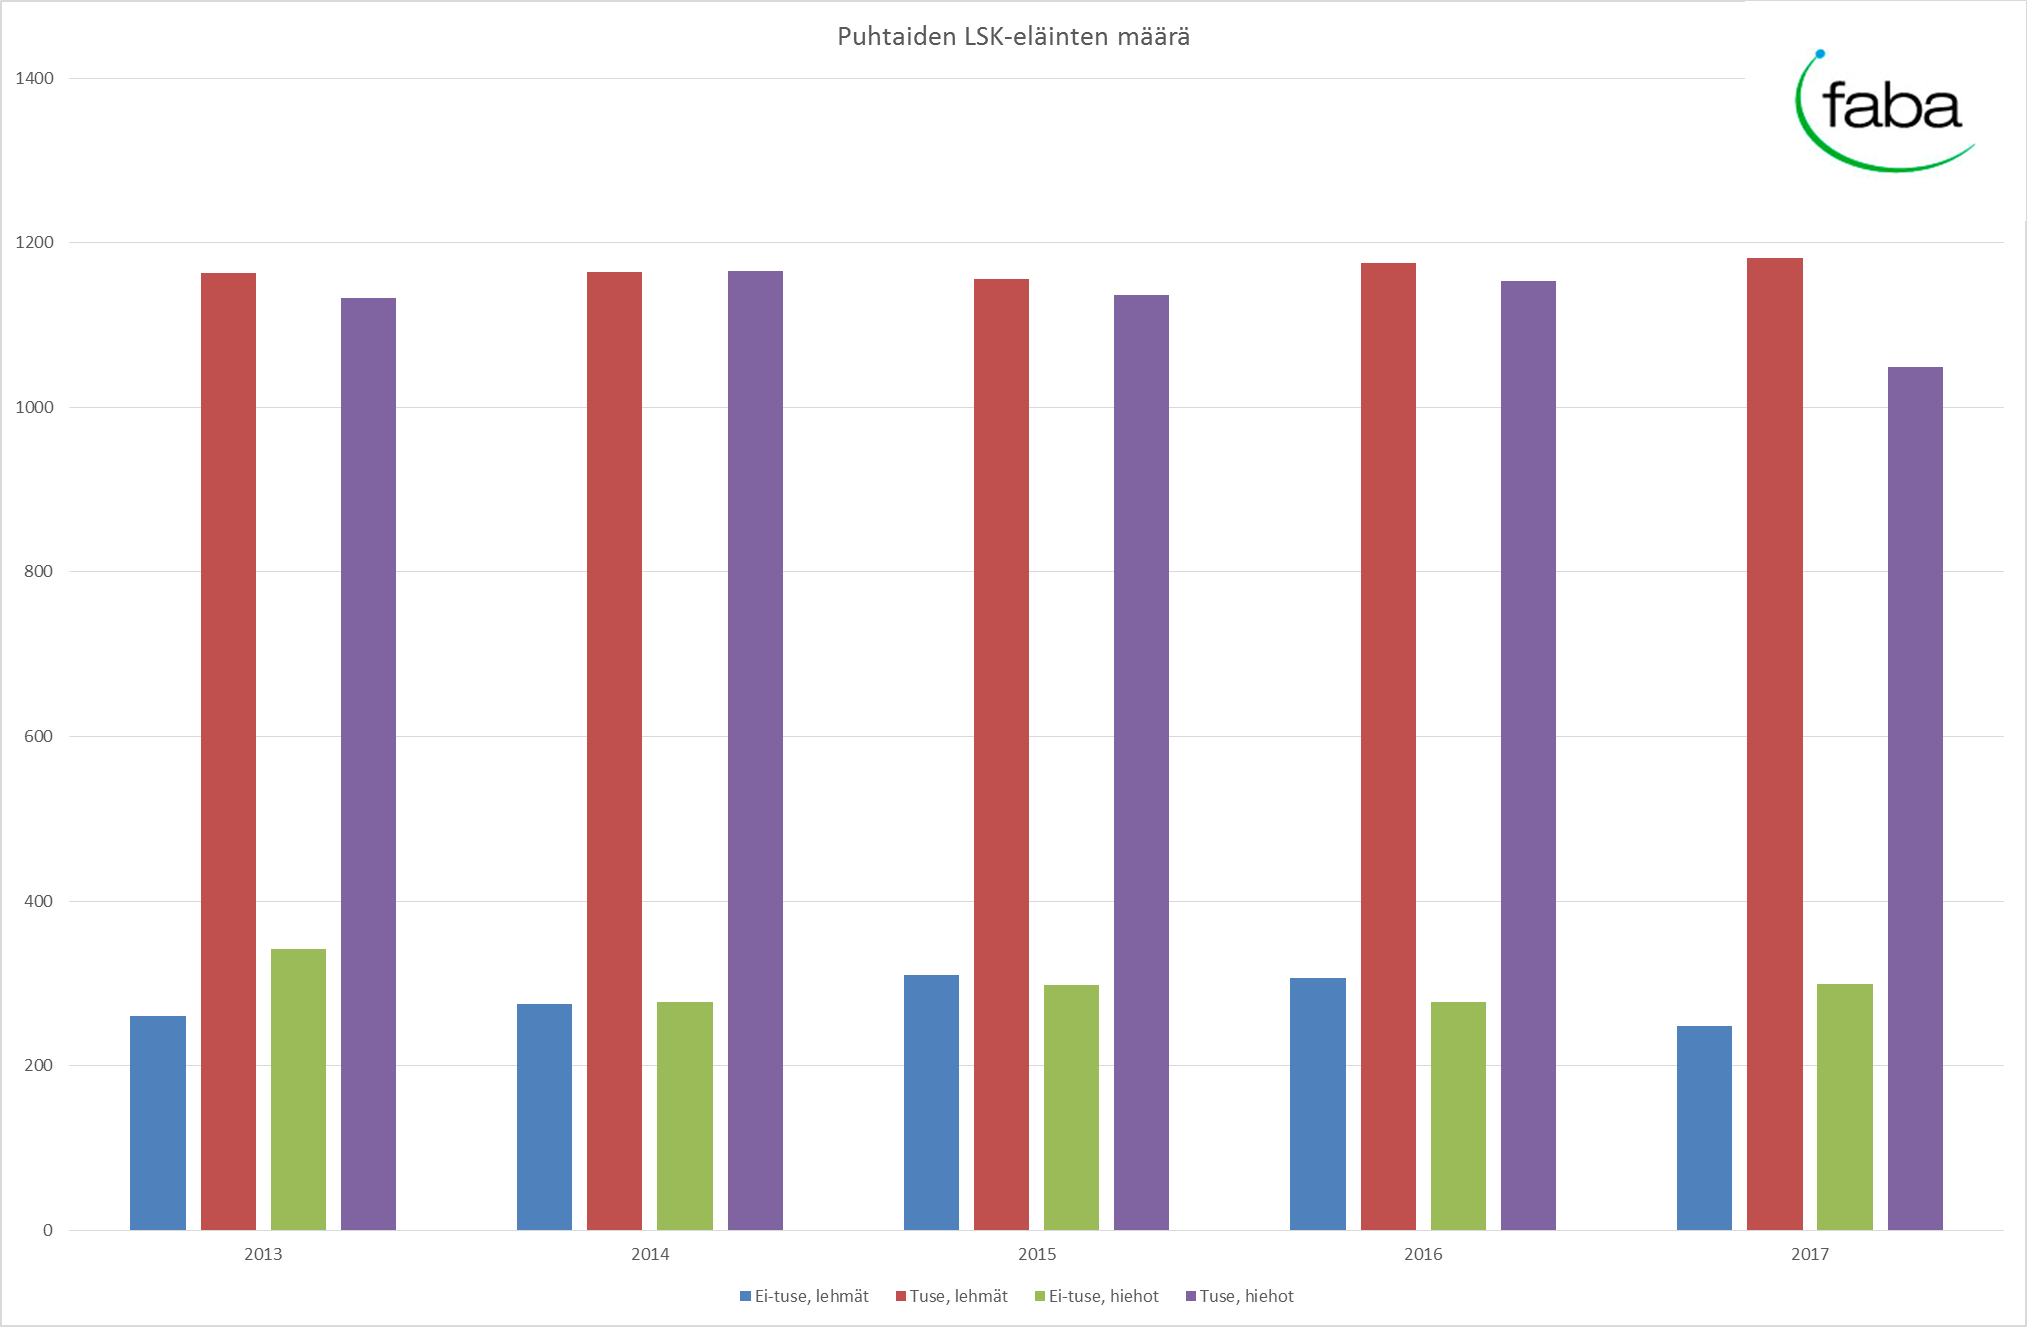 Puhtaiden LSK-eläinten määrä
faba
1400
1200
1000
800
600
400
200
0
2013 2014 2015 2016 2017
Ei-tuse, lehmät Tuse, lehmät Ei-tuse, hiehot Tuse, hiehot